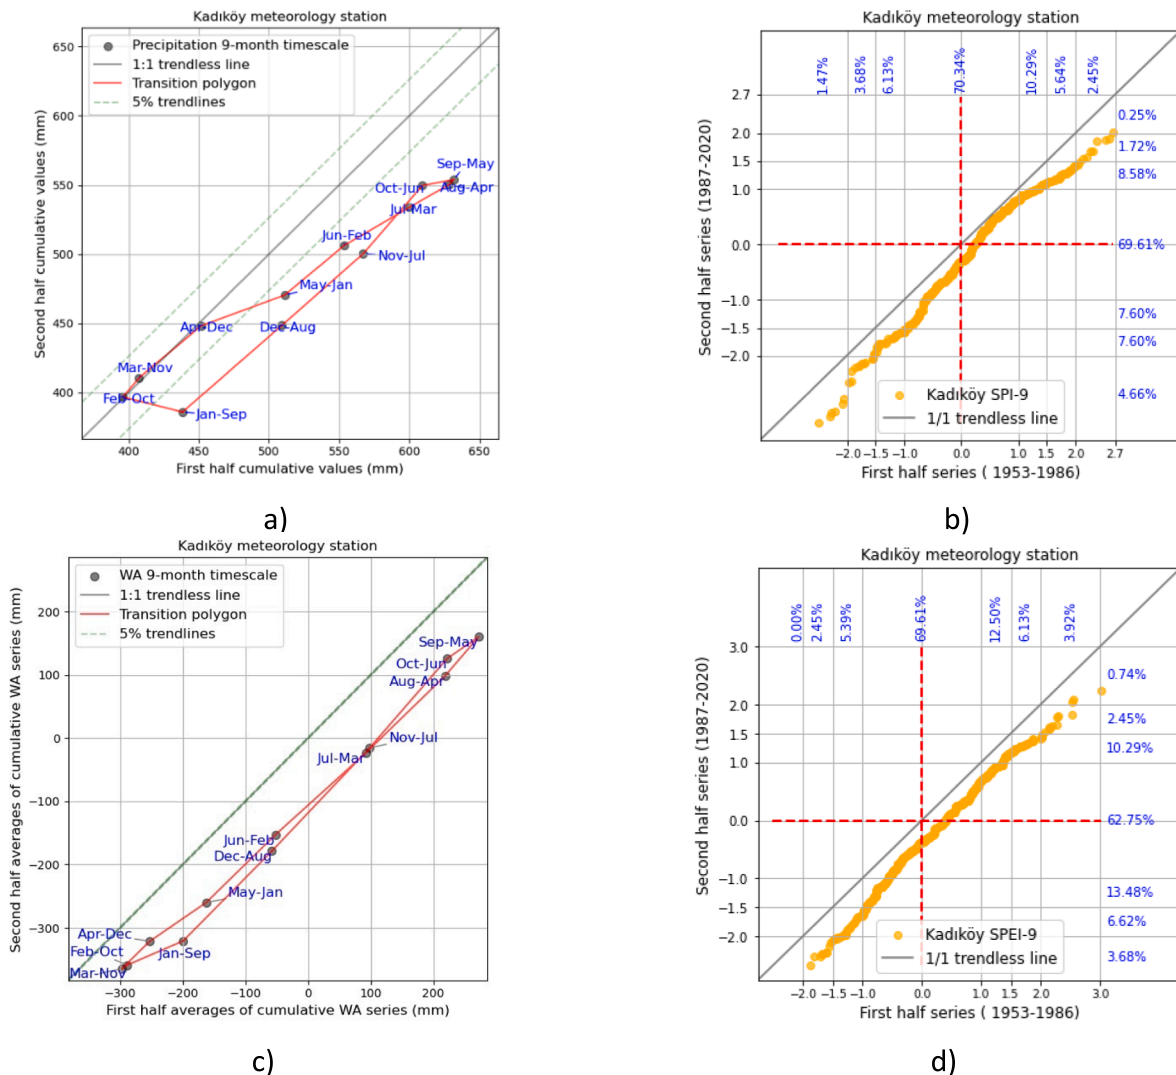 Kadıköy meteorology station
Precipitation 9-month timescale
1:1 trendless line
Transition polygon
5% trendlines
650
600
550
500
450
400
Second half cumulative values (mm)
Sep-May
Oct-Jun
Aug-Apr
Jul-Mar
Jun-Feb
Nov-Jul
May-Jan
Apr-Dec
Dec-Aug
Mar-Nov
Feb-Oct
Jan-Sep
400 450 500 550 600 650
First half cumulative values (mm)
a)
Kadıköy meteorology station
1.47% 3.68% 6.13% 70.34% 10.29% 5.64% 2.45%
2.7
2.0
1.5
1.0
0.0
−1.0
−1.5
−2.0
Second half series (1987-2020)
0.25%
1.72%
8.58%
69.61%
7.60%
7.60%
4.66%
Kadıköy SPI-9
1/1 trendless line
−2.0 −1.5 −1.0 0.0 1.0 1.5 2.0 2.7
First half series ( 1953-1986)
b)
Kadıköy meteorology station
WA 9-month timescale
1:1 trendless line
Transition polygon
5% trendlines
200
100
0
−100
−200
−300
Second half averages of cumulative WA series (mm)
Sep-May
Oct-Jun
Aug-Apr
Nov-Jul
Jul-Mar
Jun-Feb
Dec-Aug
May-Jan
Apr-Dec
Feb-Oct
Jan-Sep
Mar-Nov
−300 −200 −100 0 100 200
First half averages of cumulative WA series (mm)
c)
Kadıköy meteorology station
0.00% 2.45% 5.39% 69.61% 12.50% 6.13% 3.92%
3.0
2.0
1.5
1.0
0.0
−1.0
−1.5
−2.0
Second half series (1987-2020)
0.74%
2.45%
10.29%
62.75%
13.48%
6.62%
3.68%
Kadıköy SPEI-9
1/1 trendless line
−2.0 −1.5 −1.0 0.0 1.0 1.5 2.0 3.0
First half series ( 1953-1986)
d)